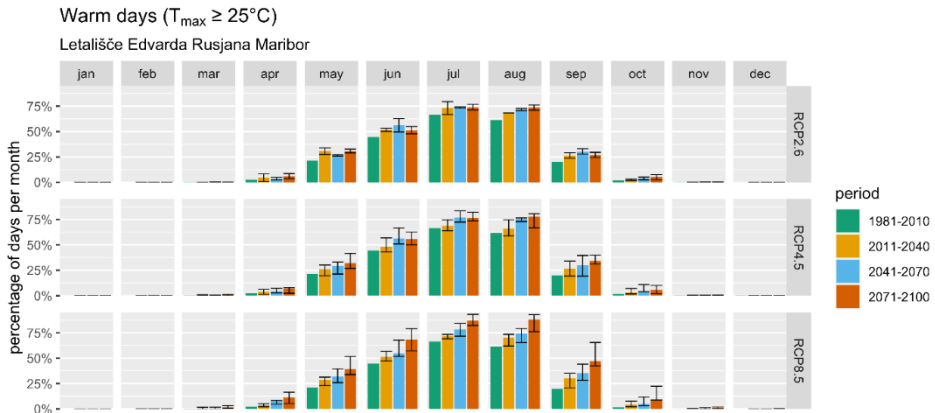 Warm days (Tmax ≥ 25°C)
Letališče Edvarda Rusjana Maribor
jan feb mar apr may jun jul aug sep oct nov dec
percentage of days per month
75%
50%
25%
0%
RCP2.6
75%
50%
25%
0%
RCP4.5
75%
50%
25%
0%
RCP8.5
period
1981-2010
2011-2040
2041-2070
2071-2100